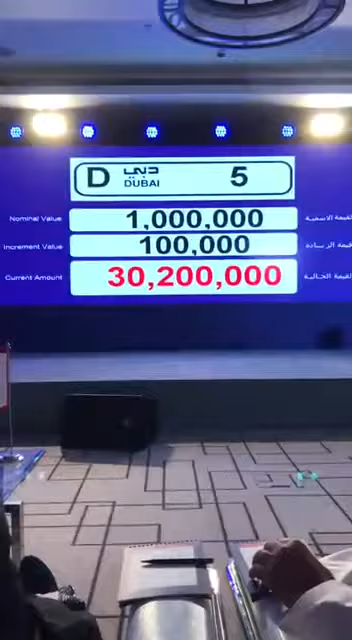 D دبي DUBAI 5
Nominal Value 1,000,000 القيمة الاسمية
Increment Value 100,000 قيمة الزيادة
Current Amount 30,200,000 القيمة الحالية